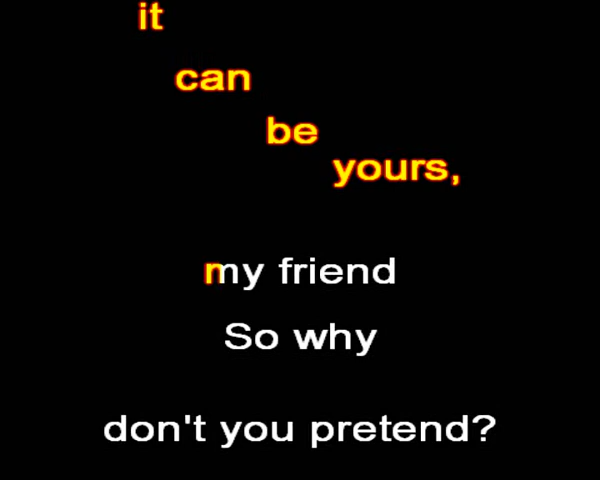 it
can
be
yours,
my friend
So why
don't you pretend?